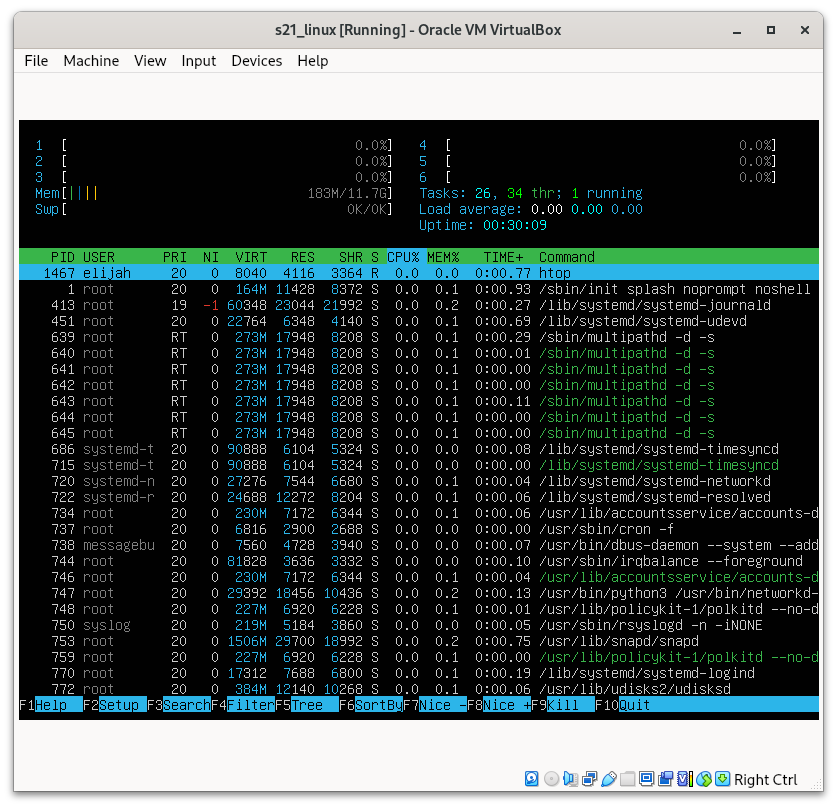 s21_linux [Running] - Oracle VM VirtualBox
File Machine View Input Devices Help
1 [ 0.0%] 4 [ 0.0%]
2 [ 0.0%] 5 [ 0.0%]
3 [ 0.0%] 6 [ 0.0%]
Mem[|||| 183M/11.7G] Tasks: 26, 34 thr; 1 running
Swp[ 0K/0K] Load average: 0.00 0.00 0.00
Uptime: 00:30:09
PID USER PRI NI VIRT RES SHR S CPU% MEM% TIME+ Command
1467 elijah 20 0 8040 4116 3364 R 0.0 0.0 0:00.77 htop
1 root 20 0 164M 11428 8372 S 0.0 0.1 0:00.93 /sbin/init splash noprompt noshell
413 root 19 -1 60348 23044 21992 S 0.0 0.2 0:00.27 /lib/systemd/systemd-journald
451 root 20 0 22764 6348 4140 S 0.0 0.1 0:00.69 /lib/systemd/systemd-udevd
639 root RT 0 273M 17948 8208 S 0.0 0.1 0:00.29 /sbin/multipathd -d -s
640 root RT 0 273M 17948 8208 S 0.0 0.1 0:00.01 /sbin/multipathd -d -s
641 root RT 0 273M 17948 8208 S 0.0 0.1 0:00.00 /sbin/multipathd -d -s
642 root RT 0 273M 17948 8208 S 0.0 0.1 0:00.00 /sbin/multipathd -d -s
643 root RT 0 273M 17948 8208 S 0.0 0.1 0:00.11 /sbin/multipathd -d -s
644 root RT 0 273M 17948 8208 S 0.0 0.1 0:00.00 /sbin/multipathd -d -s
645 root RT 0 273M 17948 8208 S 0.0 0.1 0:00.00 /sbin/multipathd -d -s
686 systemd-t 20 0 90888 6104 5324 S 0.0 0.0 0:00.08 /lib/systemd/systemd-timesyncd
715 systemd-t 20 0 90888 6104 5324 S 0.0 0.0 0:00.00 /lib/systemd/systemd-timesyncd
720 systemd-n 20 0 27276 7544 6680 S 0.0 0.1 0:00.04 /lib/systemd/systemd-networkd
722 systemd-r 20 0 24688 12272 8204 S 0.0 0.1 0:00.06 /lib/systemd/systemd-resolved
734 root 20 0 230M 7172 6344 S 0.0 0.1 0:00.06 /usr/lib/accountsservice/accounts-d
737 root 20 0 6816 2900 2688 S 0.0 0.0 0:00.00 /usr/sbin/cron -f
738 messagebu 20 0 7560 4728 3940 S 0.0 0.0 0:00.07 /usr/bin/dbus-daemon --system --add
744 root 20 0 81828 3636 3332 S 0.0 0.0 0:00.10 /usr/sbin/irqbalance --foreground
746 root 20 0 230M 7172 6344 S 0.0 0.1 0:00.04 /usr/lib/accountsservice/accounts-d
747 root 20 0 29392 18456 10436 S 0.0 0.2 0:00.13 /usr/bin/python3 /usr/bin/networkd-
748 root 20 0 227M 6920 6228 S 0.0 0.1 0:00.01 /usr/lib/policykit-1/polkitd --no-d
750 syslog 20 0 219M 5184 3860 S 0.0 0.0 0:00.05 /usr/sbin/rsyslogd -n -iNONE
753 root 20 0 1506M 29700 18992 S 0.0 0.2 0:00.75 /usr/lib/snapd/snapd
759 root 20 0 227M 6920 6228 S 0.0 0.1 0:00.00 /usr/lib/policykit-1/polkitd --no-d
770 root 20 0 17312 7688 6800 S 0.0 0.1 0:00.19 /lib/systemd/systemd-logind
772 root 20 0 384M 12140 10268 S 0.0 0.1 0:00.06 /usr/lib/udisks2/udisksd
F1Help F2Setup F3SearchF4FilterF5Tree F6SortByF7Nice -F8Nice +F9Kill F10Quit
Right Ctrl